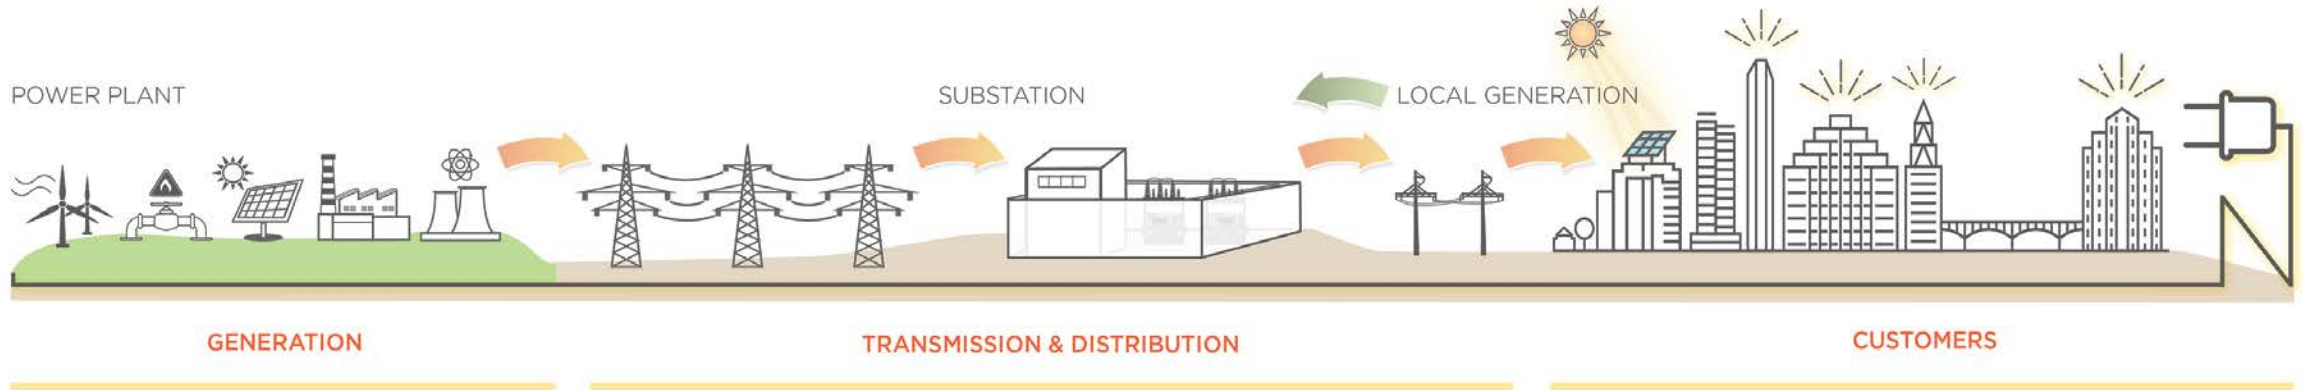 POWER PLANT
SUBSTATION
LOCAL GENERATION
GENERATION
TRANSMISSION & DISTRIBUTION
CUSTOMERS